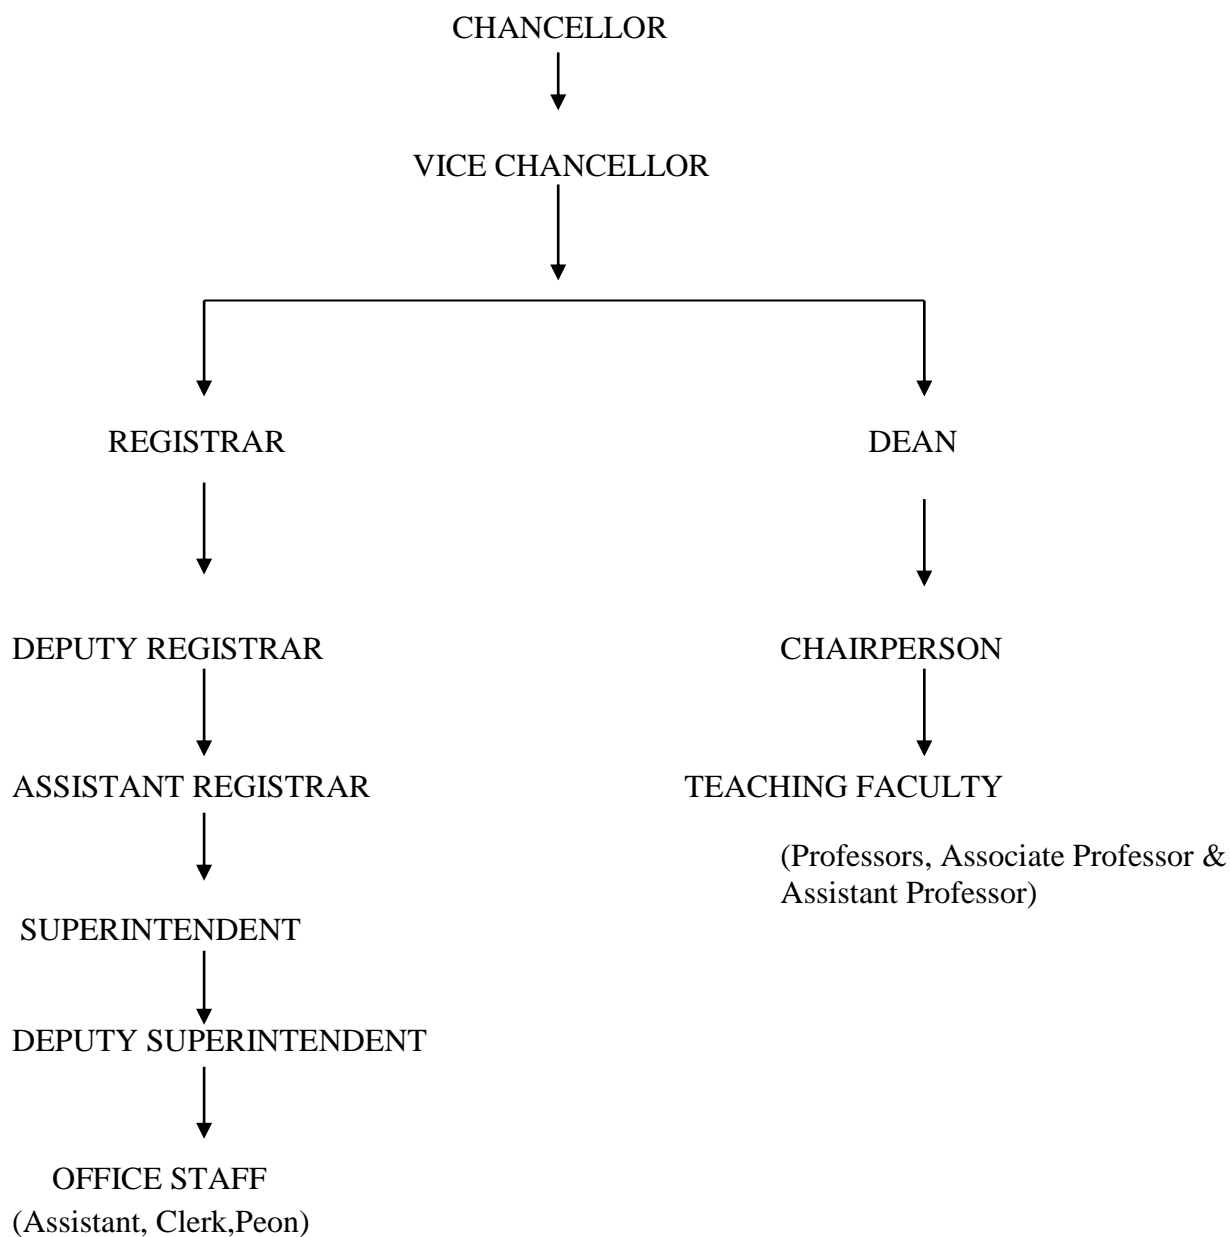 CHANCELLOR
VICE CHANCELLOR
REGISTRAR
DEAN
DEPUTY REGISTRAR
CHAIRPERSON
ASSISTANT REGISTRAR
TEACHING FACULTY
(Professors, Associate Professor &
Assistant Professor)
SUPERINTENDENT
DEPUTY SUPERINTENDENT
OFFICE STAFF
(Assistant, Clerk,Peon)